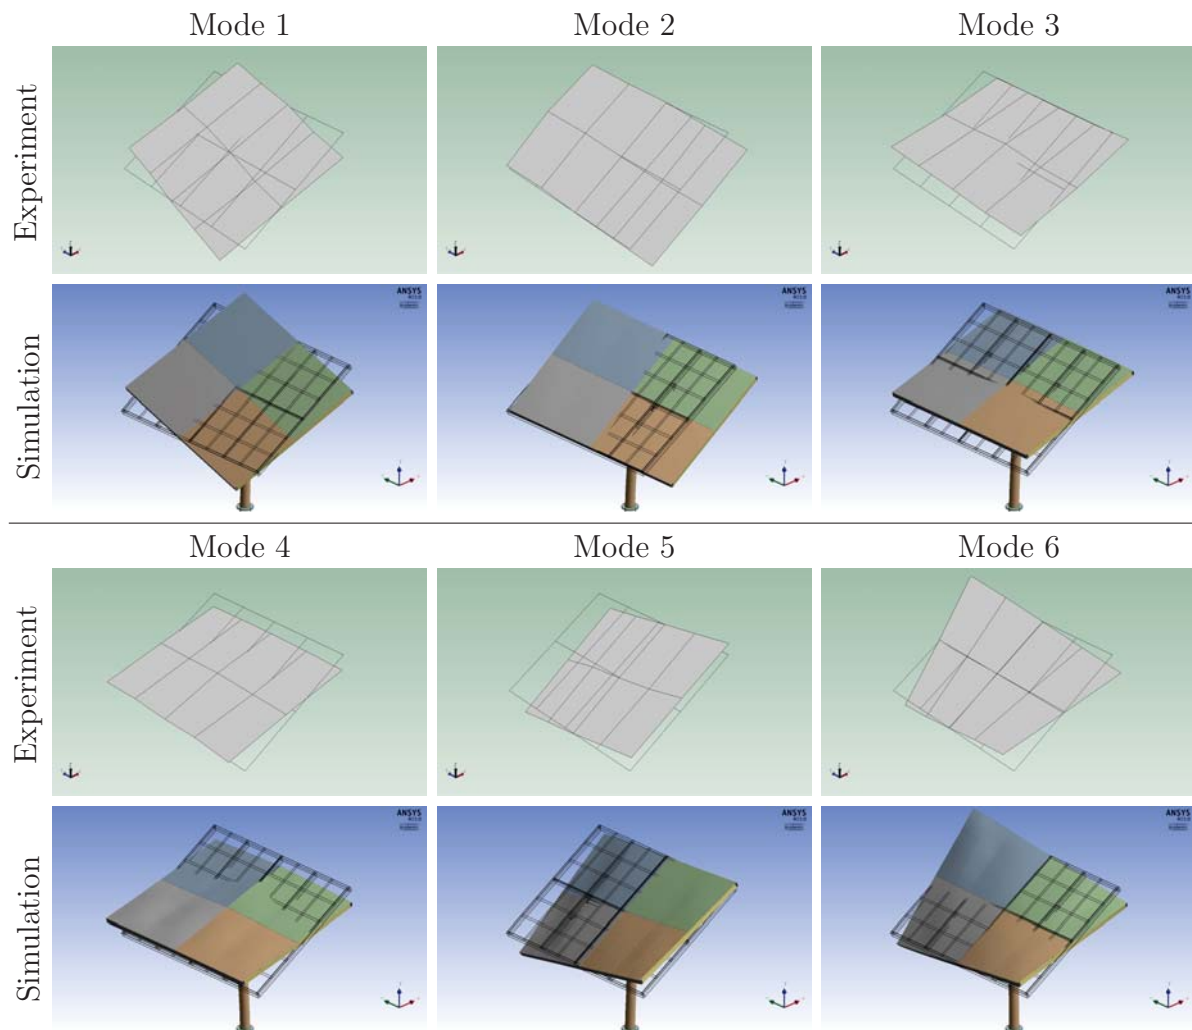 Mode 1
Mode 2
Mode 3
Experiment
Simulation
ANSYS
ANSYS
ANSYS
Mode 4
Mode 5
Mode 6
Experiment
Simulation
ANSYS
ANSYS
ANSYS